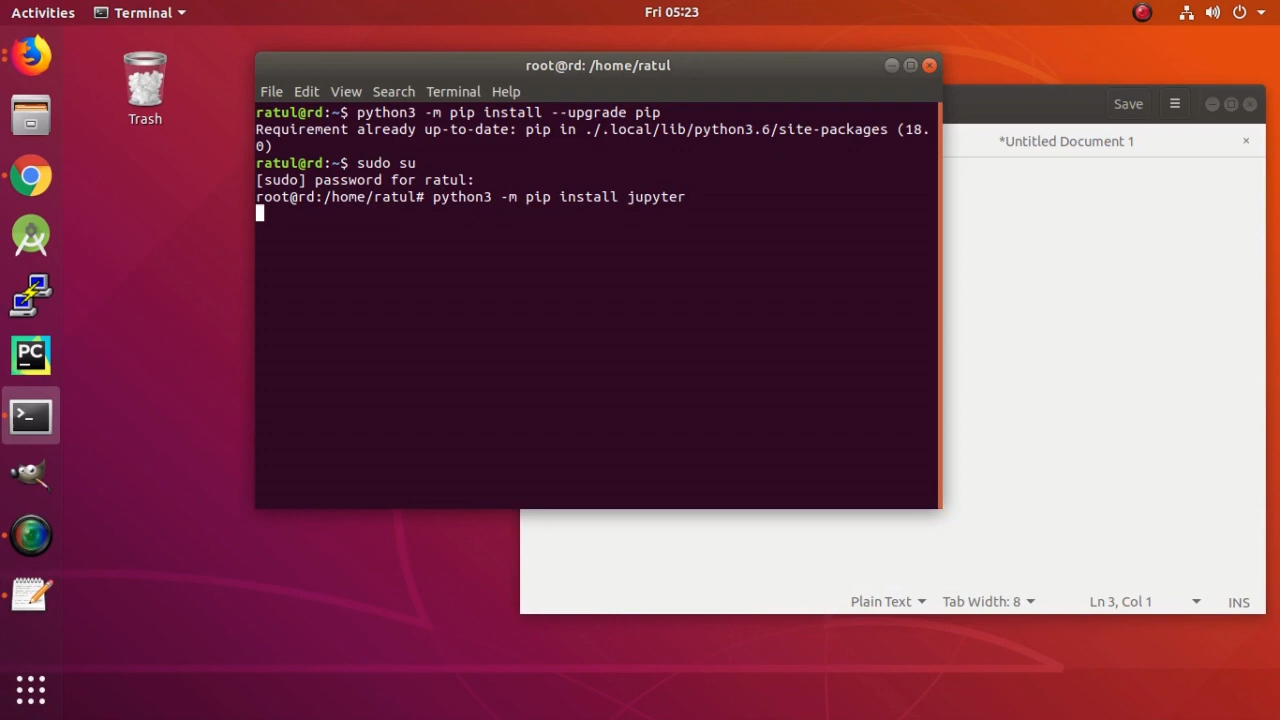 Activities Terminal Fri 05:23
Trash
root@rd: /home/ratul
File Edit View Search Terminal Help
ratul@rd:~$ python3 -m pip install --upgrade pip
Requirement already up-to-date: pip in ./.local/lib/python3.6/site-packages (18.
0)
ratul@rd:~$ sudo su
[sudo] password for ratul:
root@rd:/home/ratul# python3 -m pip install jupyter
Save
*Untitled Document 1
PC
Plain Text Tab Width: 8 Ln 3, Col 1 INS